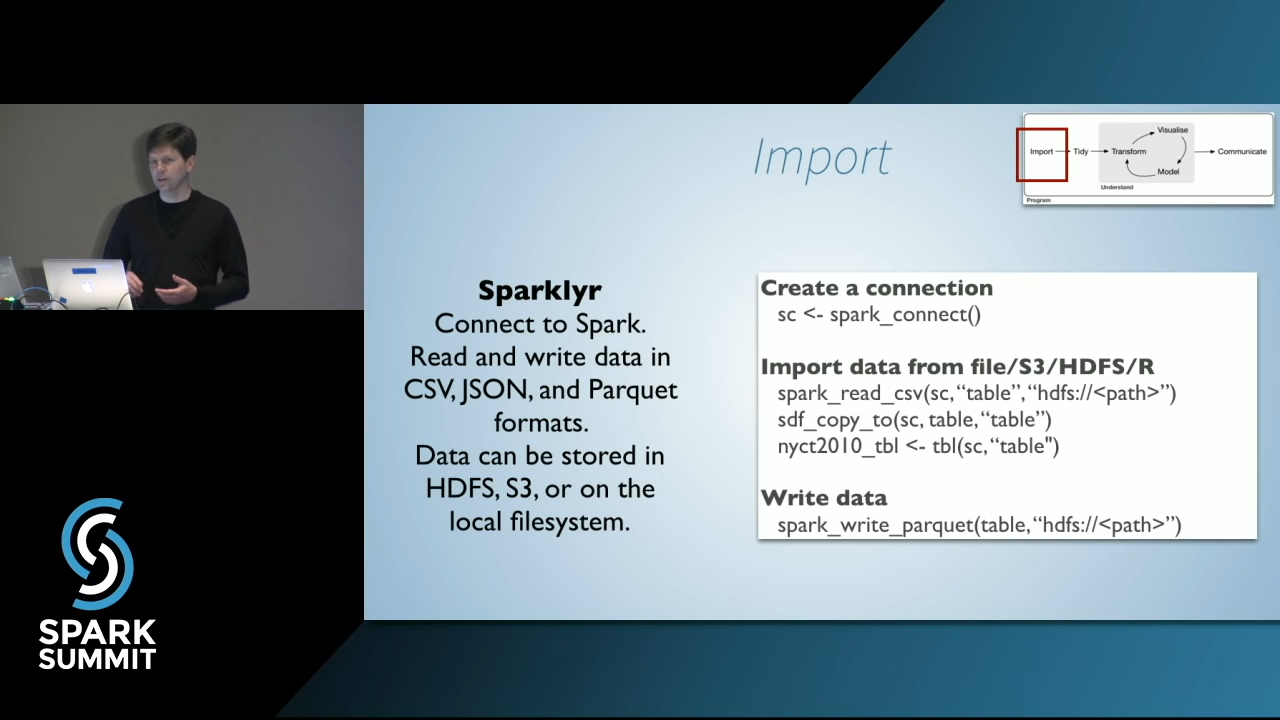 Import
Import
Tidy
Transform
Visualise
Model
Communicate
Understand
Program
Sparklyr
Connect to Spark.
Read and write data in
CSV, JSON, and Parquet
formats.
Data can be stored in
HDFS, S3, or on the
local filesystem.
Create a connection
sc <- spark_connect()
Import data from file/S3/HDFS/R
spark_read_csv(sc,“table”,“hdfs://<path>”)
sdf_copy_to(sc, table,“table”)
nyct2010_tbl <- tbl(sc,“table")
Write data
spark_write_parquet(table,“hdfs://<path>”)
SPARK
SUMMIT